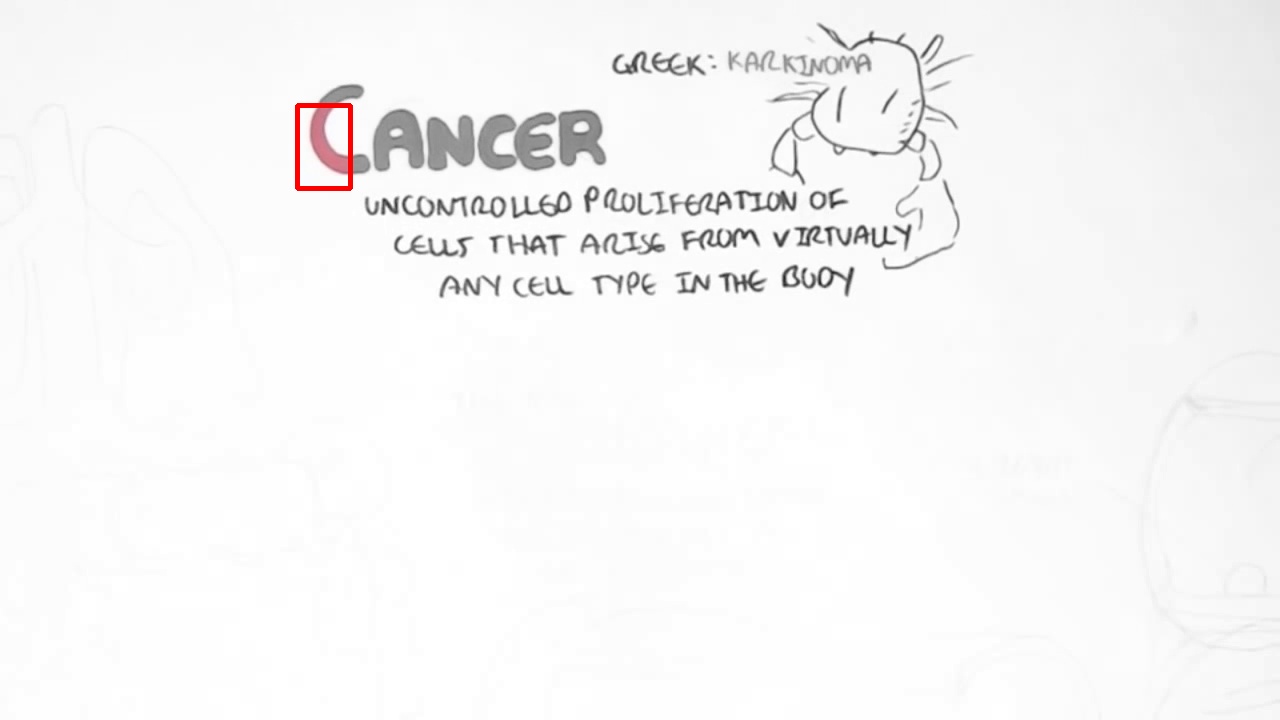 GREEK: KARKINOMA
CANCER
UNCONTROLLED PROLIFERATION OF
CELLS THAT ARISE FROM VIRTUALLY
ANY CELL TYPE IN THE BODY